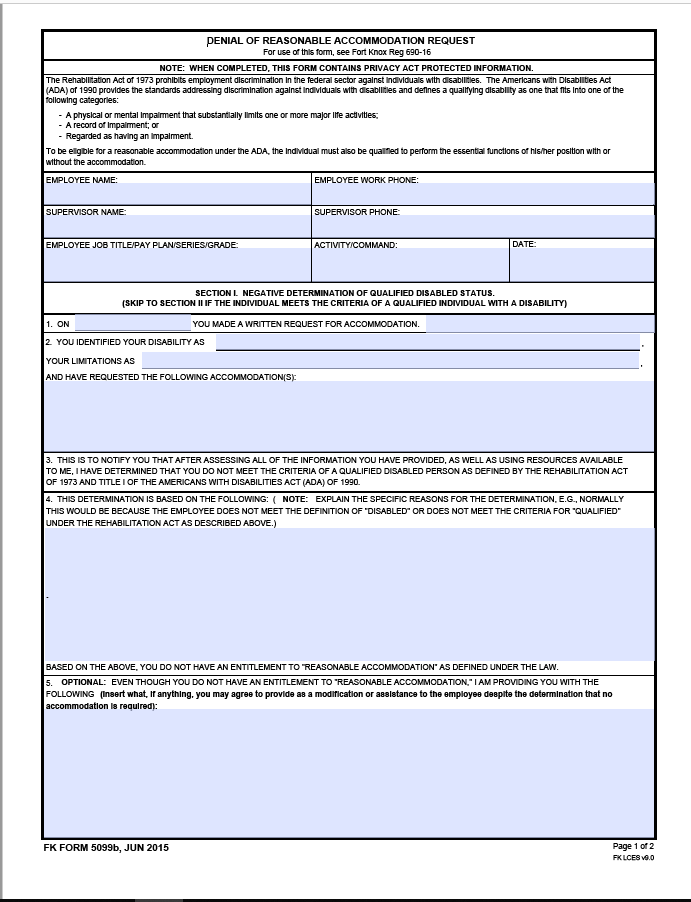 DENIAL OF REASONABLE ACCOMMODATION REQUEST
For use of this form, see Fort Knox Reg 690-16
NOTE: WHEN COMPLETED, THIS FORM CONTAINS PRIVACY ACT PROTECTED INFORMATION.
The Rehabilitation Act of 1973 prohibits employment discrimination in the federal sector against individuals with disabilities. The Americans with Disabilities Act
(ADA) of 1990 provides the standards addressing discrimination against individuals with disabilities and defines a qualifying disability as one that fits into one of the
following categories:
- A physical or mental impairment that substantially limits one or more major life activities;
- A record of impairment; or
- Regarded as having an impairment.
To be eligible for a reasonable accommodation under the ADA, the individual must also be qualified to perform the essential functions of his/her position with or
without the accommodation.
EMPLOYEE NAME: EMPLOYEE WORK PHONE:
SUPERVISOR NAME: SUPERVISOR PHONE:
EMPLOYEE JOB TITLE/PAY PLAN/SERIES/GRADE: ACTIVITY/COMMAND: DATE:
SECTION I. NEGATIVE DETERMINATION OF QUALIFIED DISABLED STATUS.
(SKIP TO SECTION II IF THE INDIVIDUAL MEETS THE CRITERIA OF A QUALIFIED INDIVIDUAL WITH A DISABILITY)
1. ON YOU MADE A WRITTEN REQUEST FOR ACCOMMODATION.
2. YOU IDENTIFIED YOUR DISABILITY AS ,
YOUR LIMITATIONS AS ,
AND HAVE REQUESTED THE FOLLOWING ACCOMMODATION(S):
3. THIS IS TO NOTIFY YOU THAT AFTER ASSESSING ALL OF THE INFORMATION YOU HAVE PROVIDED, AS WELL AS USING RESOURCES AVAILABLE
TO ME, I HAVE DETERMINED THAT YOU DO NOT MEET THE CRITERIA OF A QUALIFIED DISABLED PERSON AS DEFINED BY THE REHABILITATION ACT
OF 1973 AND TITLE I OF THE AMERICANS WITH DISABILITIES ACT (ADA) OF 1990.
4. THIS DETERMINATION IS BASED ON THE FOLLOWING: ( NOTE: EXPLAIN THE SPECIFIC REASONS FOR THE DETERMINATION, E.G., NORMALLY
THIS WOULD BE BECAUSE THE EMPLOYEE DOES NOT MEET THE DEFINITION OF "DISABLED" OR DOES NOT MEET THE CRITERIA FOR "QUALIFIED"
UNDER THE REHABILITATION ACT AS DESCRIBED ABOVE.)
-
BASED ON THE ABOVE, YOU DO NOT HAVE AN ENTITLEMENT TO "REASONABLE ACCOMMODATION" AS DEFINED UNDER THE LAW.
5. OPTIONAL: EVEN THOUGH YOU DO NOT HAVE AN ENTITLEMENT TO "REASONABLE ACCOMMODATION," I AM PROVIDING YOU WITH THE
FOLLOWING (Insert what, if anything, you may agree to provide as a modification or assistance to the employee despite the determination that no
accommodation is required):
FK FORM 5099b, JUN 2015 Page 1 of 2
FK LCES v9.0